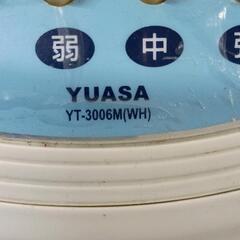 弱 中
YUASA
YT-3006M(WH)